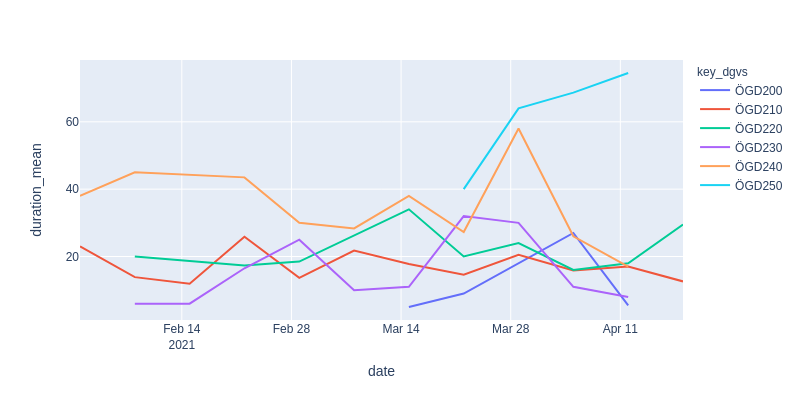 key_dgvs
ÖGD200
ÖGD210
ÖGD220
ÖGD230
ÖGD240
ÖGD250
duration_mean
60
40
20
Feb 14
2021
Feb 28
Mar 14
Mar 28
Apr 11
date